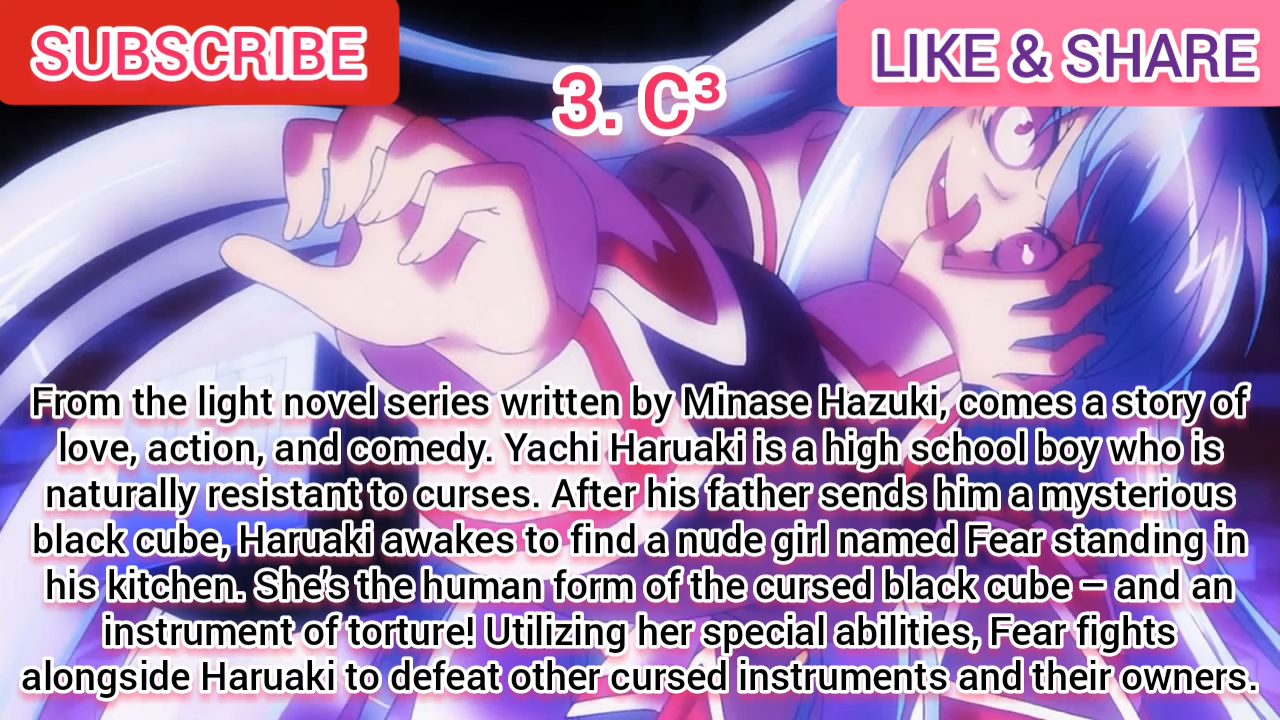 SUBSCRIBE
LIKE & SHARE
3. C³
From the light novel series written by Minase Hazuki, comes a story of
love, action, and comedy. Yachi Haruaki is a high school boy who is
naturally resistant to curses. After his father sends him a mysterious
black cube, Haruaki awakes to find a nude girl named Fear standing in
his kitchen. She’s the human form of the cursed black cube – and an
instrument of torture! Utilizing her special abilities, Fear fights
alongside Haruaki to defeat other cursed instruments and their owners.